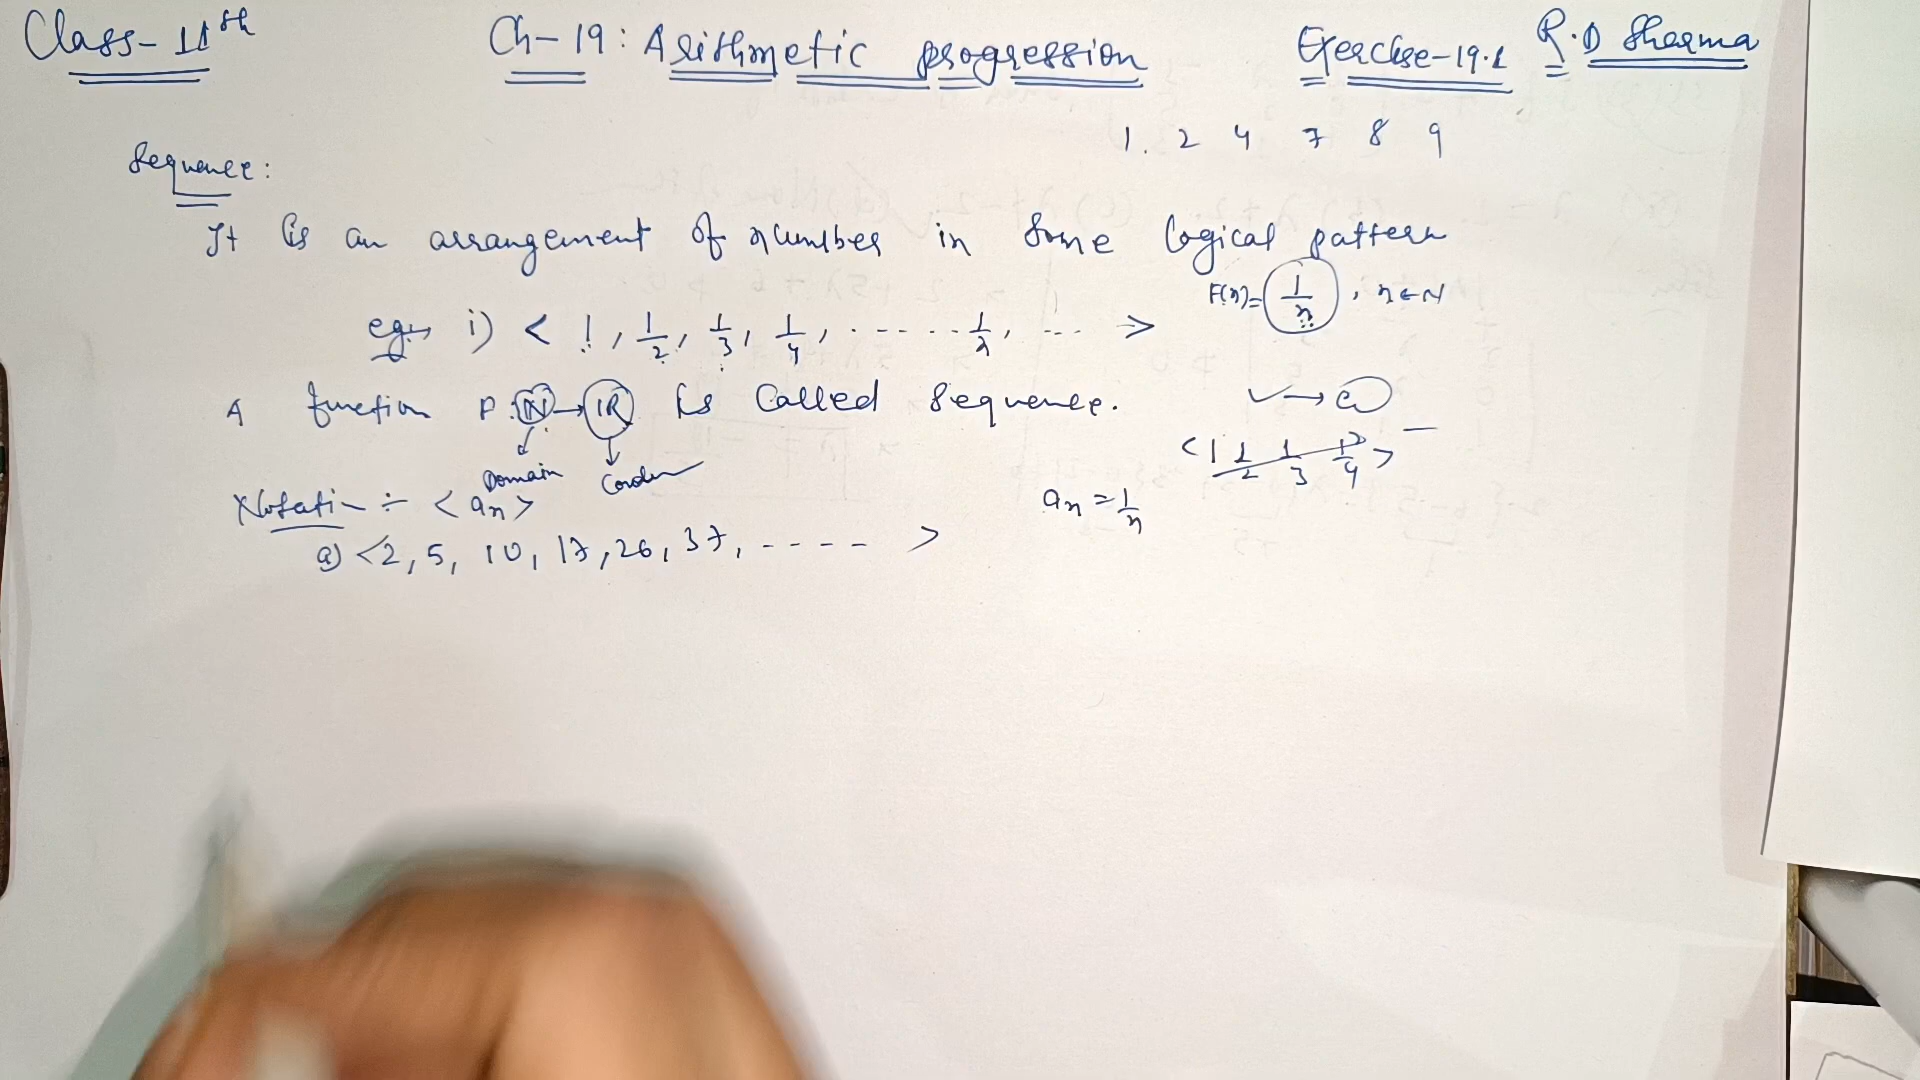 Class-11th Ch-19: Arithmetic progression Exercise-19.1 R.D Sharma
1. 2 4 7 8 9
Sequence:
It is an arrangement of number in some logical pattern
F(n)= 1/n , n∈N
eg:- i) < 1, 1/2, 1/3, 1/4, ------ 1/n, --- >
A function F: N→IR is called sequence.
Domain
<1 1/2 1/3 1/4>
Notation ÷ <an>
an = 1/n
a) <2, 5, 10, 17, 26, 37, ---- >